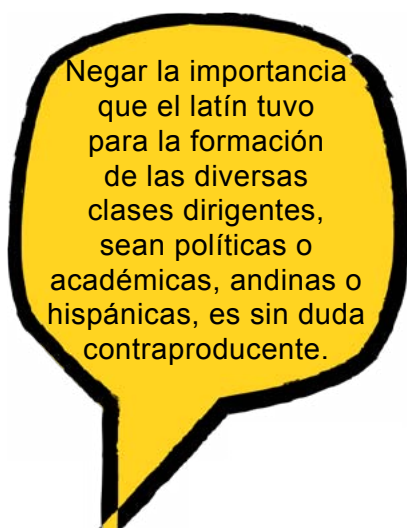 Negar la importancia
que el latín tuvo
para la formación
de las diversas
clases dirigentes,
sean políticas o
académicas, andinas o
hispánicas, es sin duda
contraproducente.